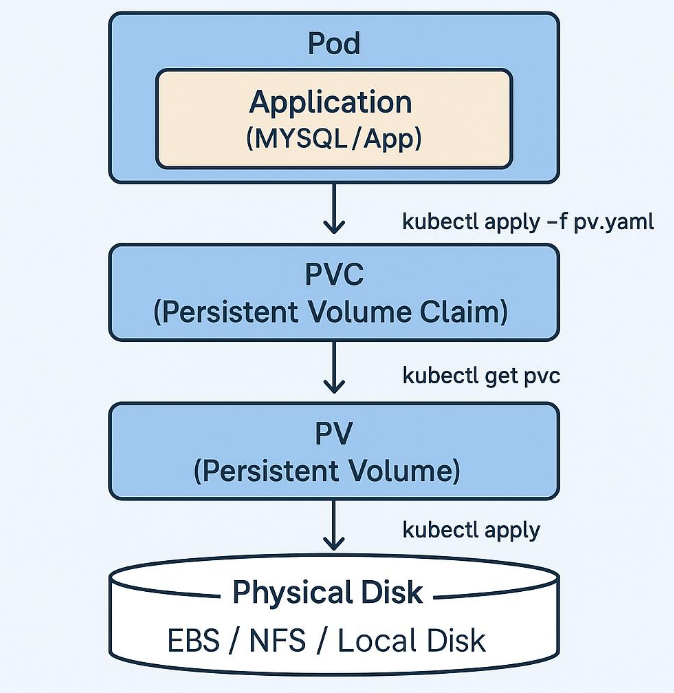 Pod
Application
(MYSQL/App)
kubectl apply –f pv.yaml
PVC
(Persistent Volume Claim)
kubectl get pvc
PV
(Persistent Volume)
kubectl apply
Physical Disk
EBS / NFS / Local Disk